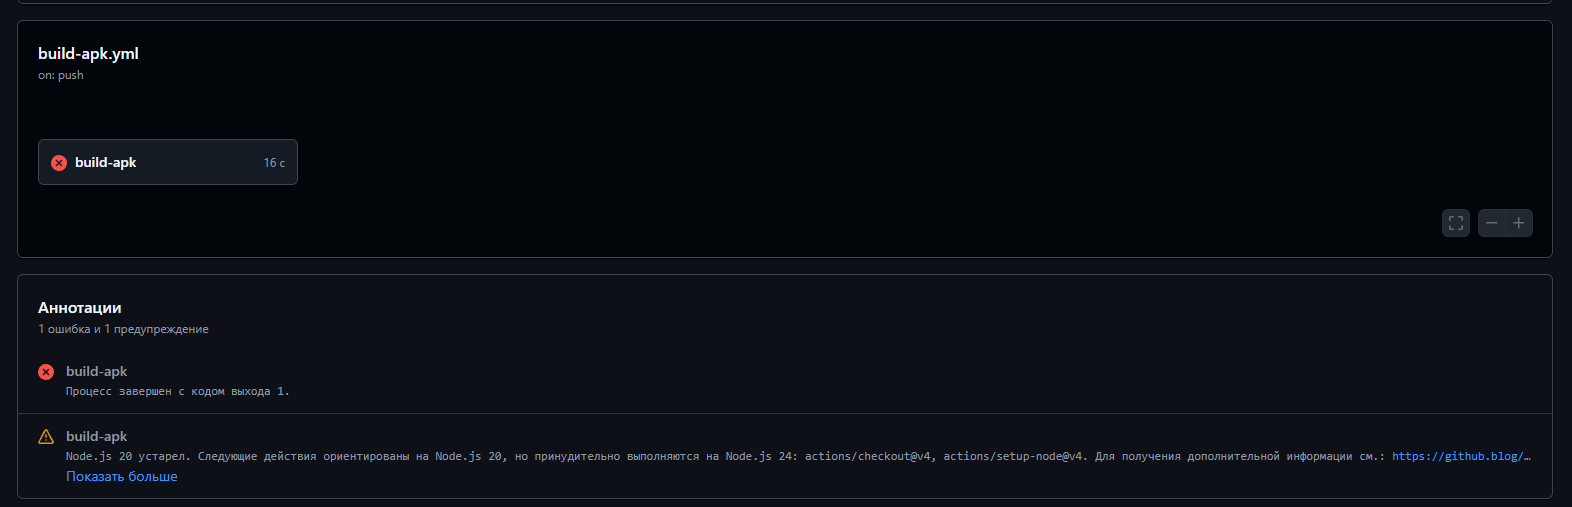 build-apk.yml
on: push
build-apk
16 с
Аннотации
1 ошибка и 1 предупреждение
build-apk
Процесс завершен с кодом выхода 1.
build-apk
Node.js 20 устарел. Следующие действия ориентированы на Node.js 20, но принудительно выполняются на Node.js 24: actions/checkout@v4, actions/setup-node@v4. Для получения дополнительной информации см.: https://github.blog/…
Показать больше